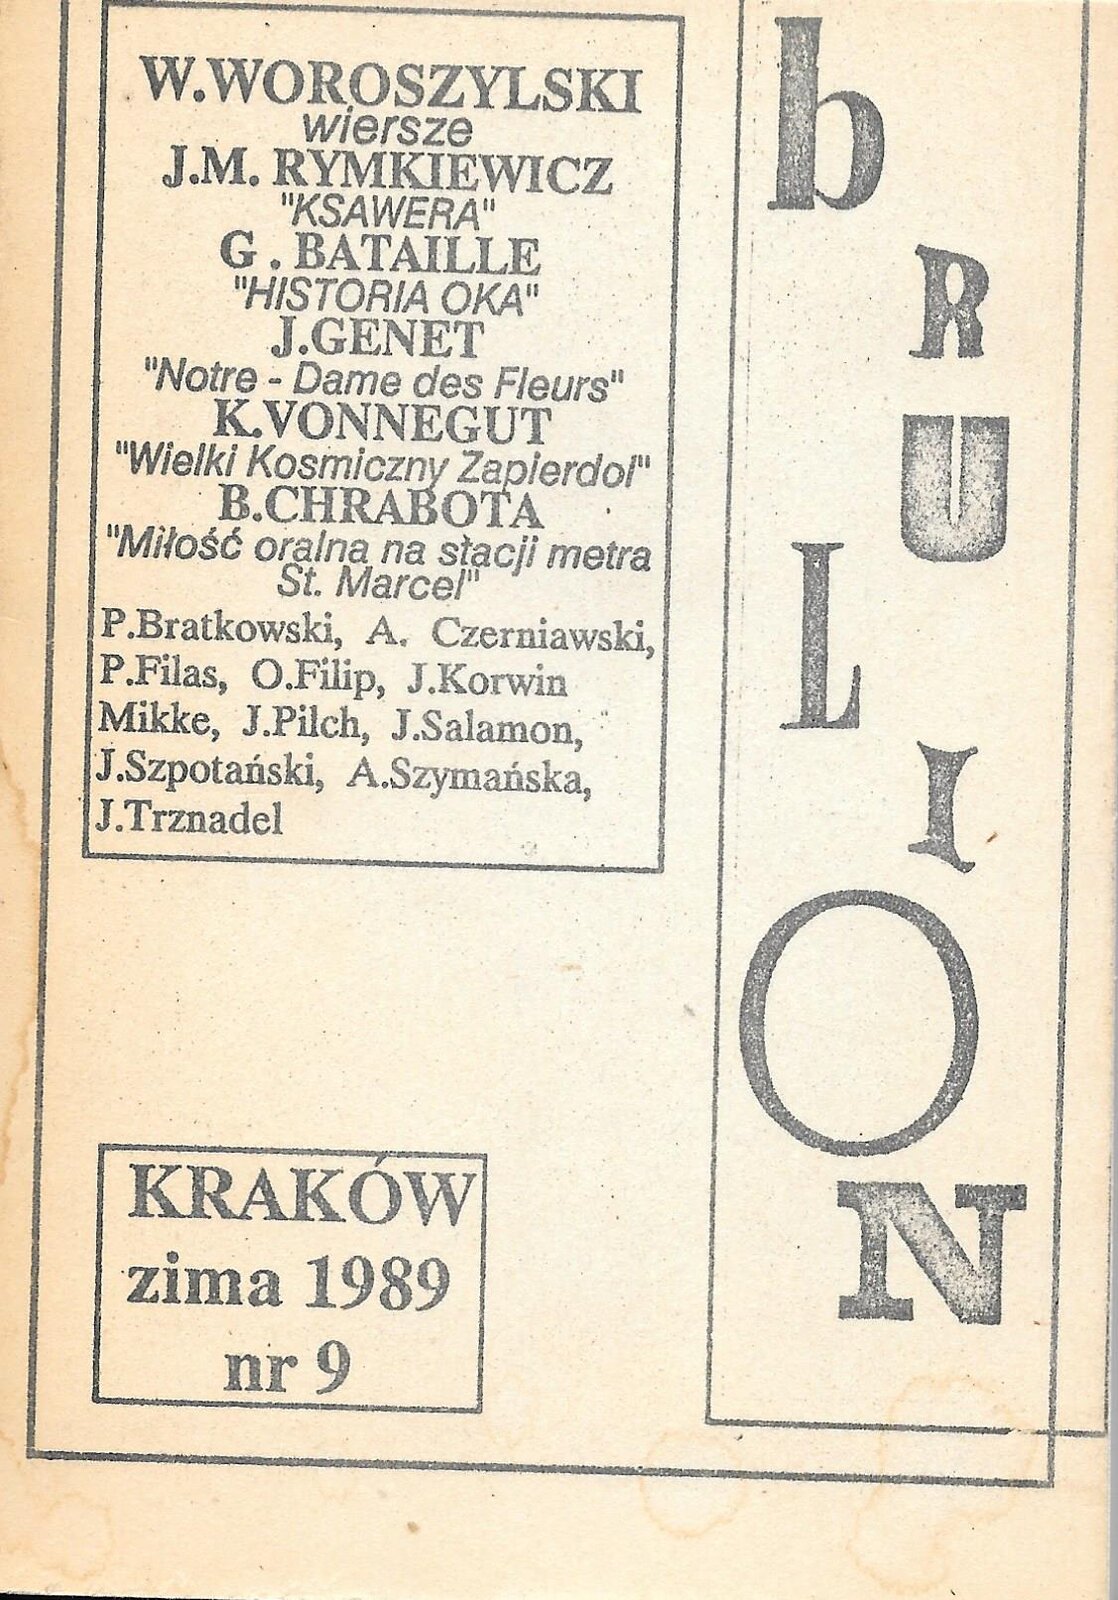 W.WOROSZYLSKI
wiersze
J.M. RYMKIEWICZ
"KSAWERA"
G . BATAILLE
"HISTORIA OKA"
J.GENET
"Notre - Dame des Fleurs"
K.VONNEGUT
"Wielki Kosmiczny Zapierdol"
B.CHRABOTA
"Miłość oralna na stacji metra
St. Marcel"
P.Bratkowski, A. Czerniawski,
P.Filas, O.Filip, J.Korwin
Mikke, J.Pilch, J.Salamon,
J.Szpotański, A.Szymańska,
J.Trznadel
bRULION
KRAKÓW
zima 1989
nr 9